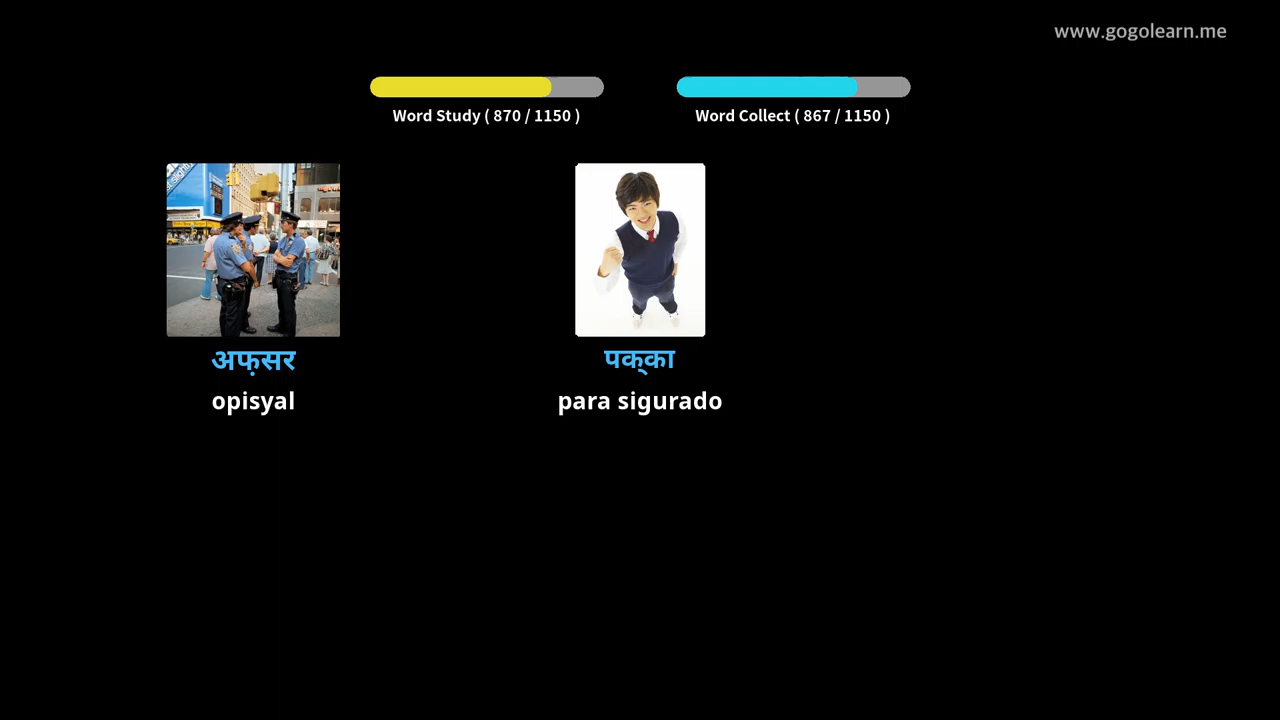 www.gogolearn.me
Word Study ( 870 / 1150 )
Word Collect ( 867 / 1150 )
अफ़सर
opisyal
पक्का
para sigurado